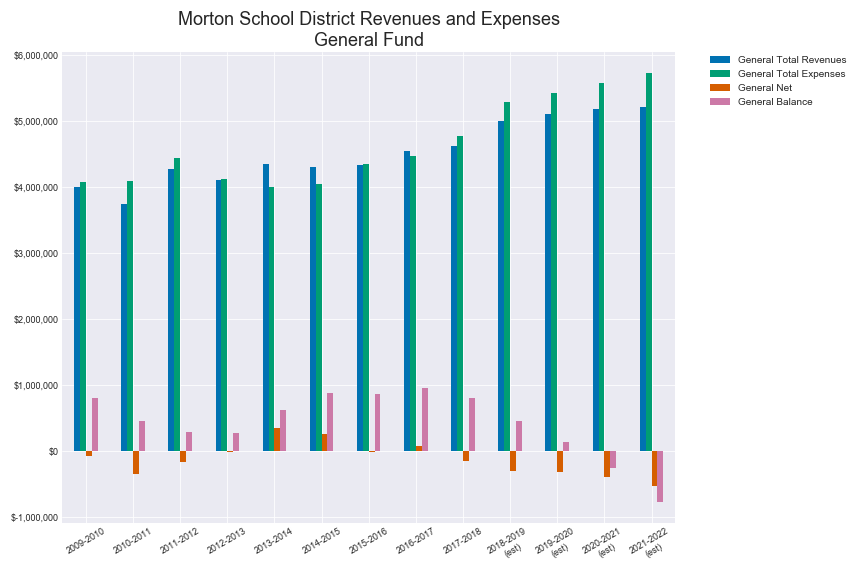 Morton School District Revenues and Expenses
General Fund
General Total Revenues
General Total Expenses
General Net
General Balance
$6,000,000
$5,000,000
$4,000,000
$3,000,000
$2,000,000
$1,000,000
$0
$-1,000,000
2009-2010
2010-2011
2011-2012
2012-2013
2013-2014
2014-2015
2015-2016
2016-2017
2017-2018
2018-2019
(est)
2019-2020
(est)
2020-2021
(est)
2021-2022
(est)